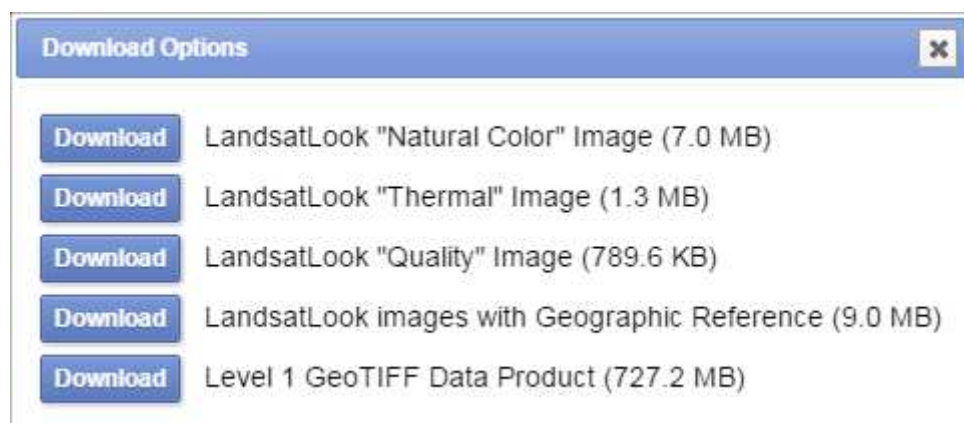 Download Options
Download LandsatLook "Natural Color" Image (7.0 MB)
Download LandsatLook "Thermal" Image (1.3 MB)
Download LandsatLook "Quality" Image (789.6 KB)
Download LandsatLook images with Geographic Reference (9.0 MB)
Download Level 1 GeoTIFF Data Product (727.2 MB)